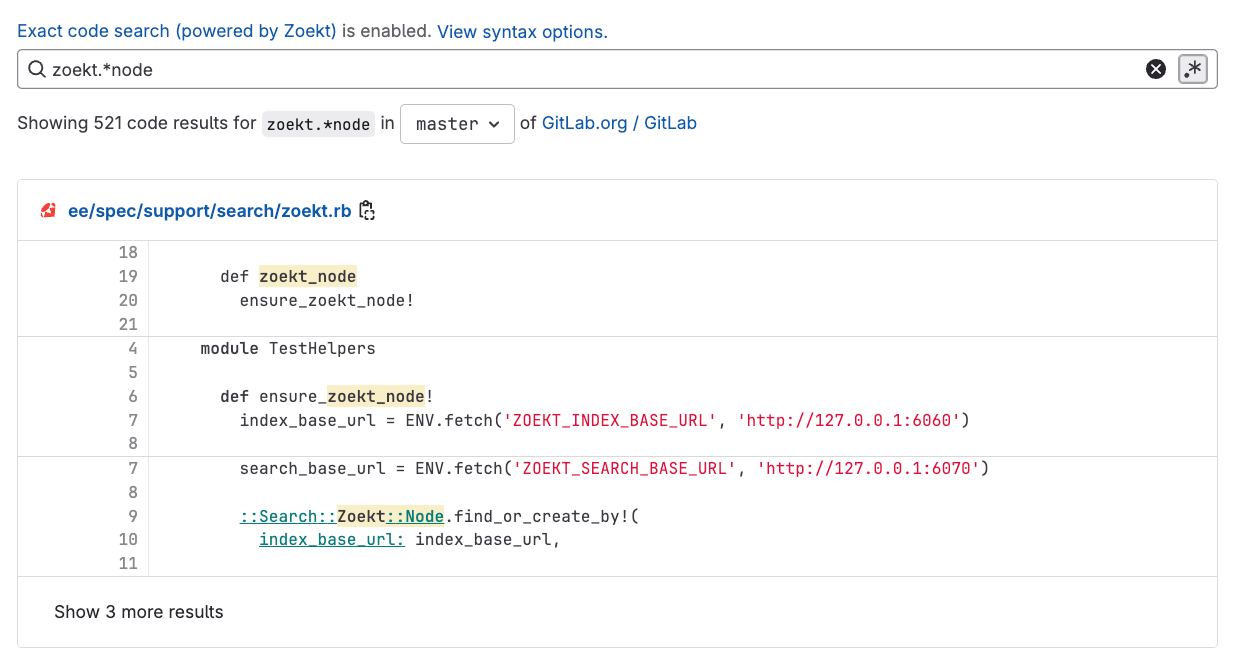 Exact code search (powered by Zoekt) is enabled. View syntax options.
zoekt.*node
.*
Showing 521 code results for zoekt.*node in master of GitLab.org / GitLab
ee/spec/support/search/zoekt.rb
18
19 def zoekt_node
20 ensure_zoekt_node!
21
4 module TestHelpers
5
6 def ensure_zoekt_node!
7 index_base_url = ENV.fetch('ZOEKT_INDEX_BASE_URL', 'http://127.0.0.1:6060')
8
7 search_base_url = ENV.fetch('ZOEKT_SEARCH_BASE_URL', 'http://127.0.0.1:6070')
8
9 ::Search::Zoekt::Node.find_or_create_by!(
10 index_base_url: index_base_url,
11
Show 3 more results